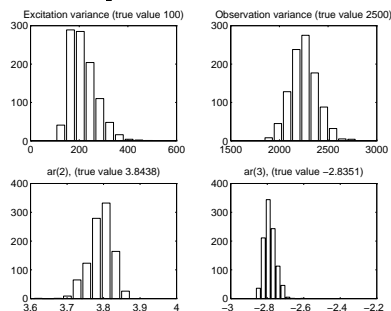 Excitation variance (true value 100)
300
200
100
0
0 200 400 600
Observation variance (true value 2500)
300
200
100
0
1500 2000 2500 3000
ar(2), (true value 3.8438)
400
300
200
100
0
3.6 3.7 3.8 3.9 4
ar(3), (true value −2.8351)
400
300
200
100
0
−3 −2.8 −2.6 −2.4 −2.2